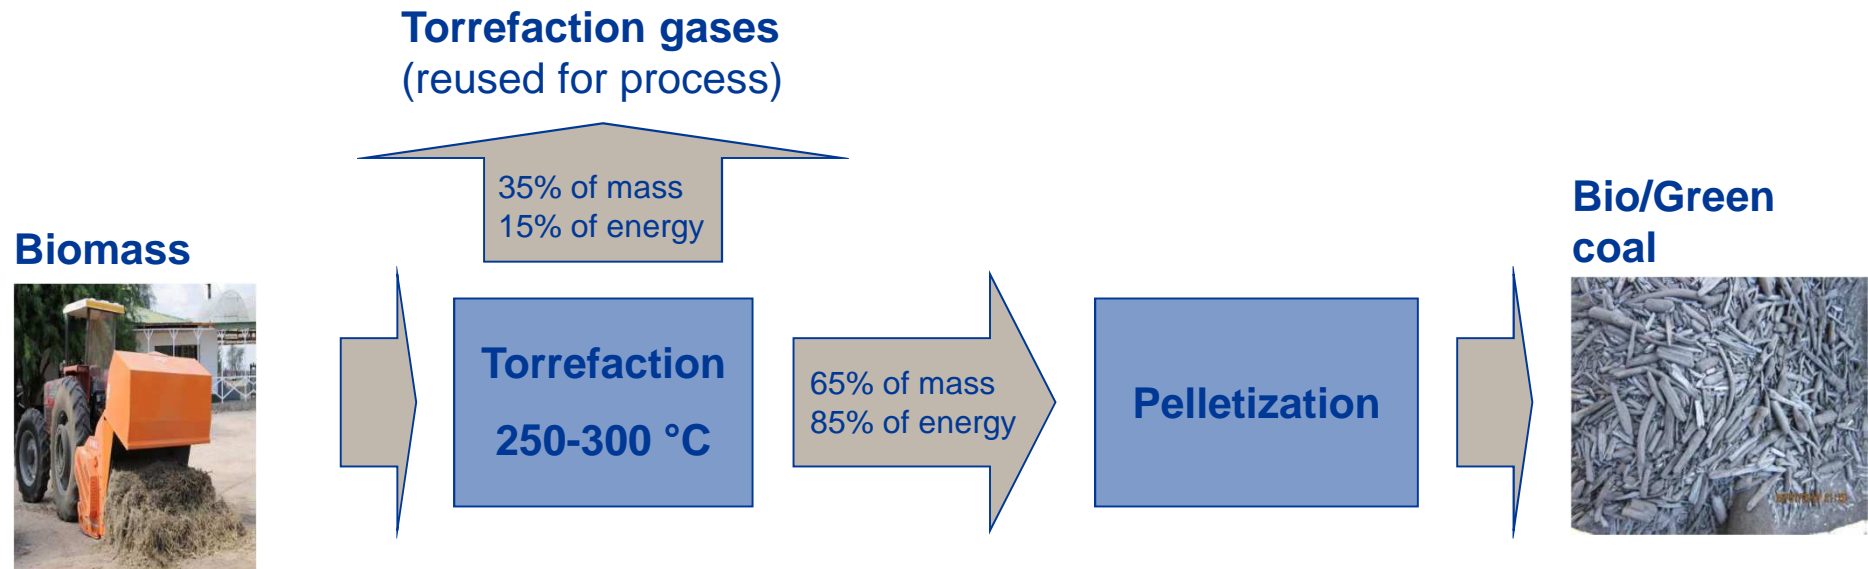 Torrefaction gases
(reused for process)
35% of mass
15% of energy
Biomass
Torrefaction
250-300 °C
65% of mass
85% of energy
Pelletization
Bio/Green
coal